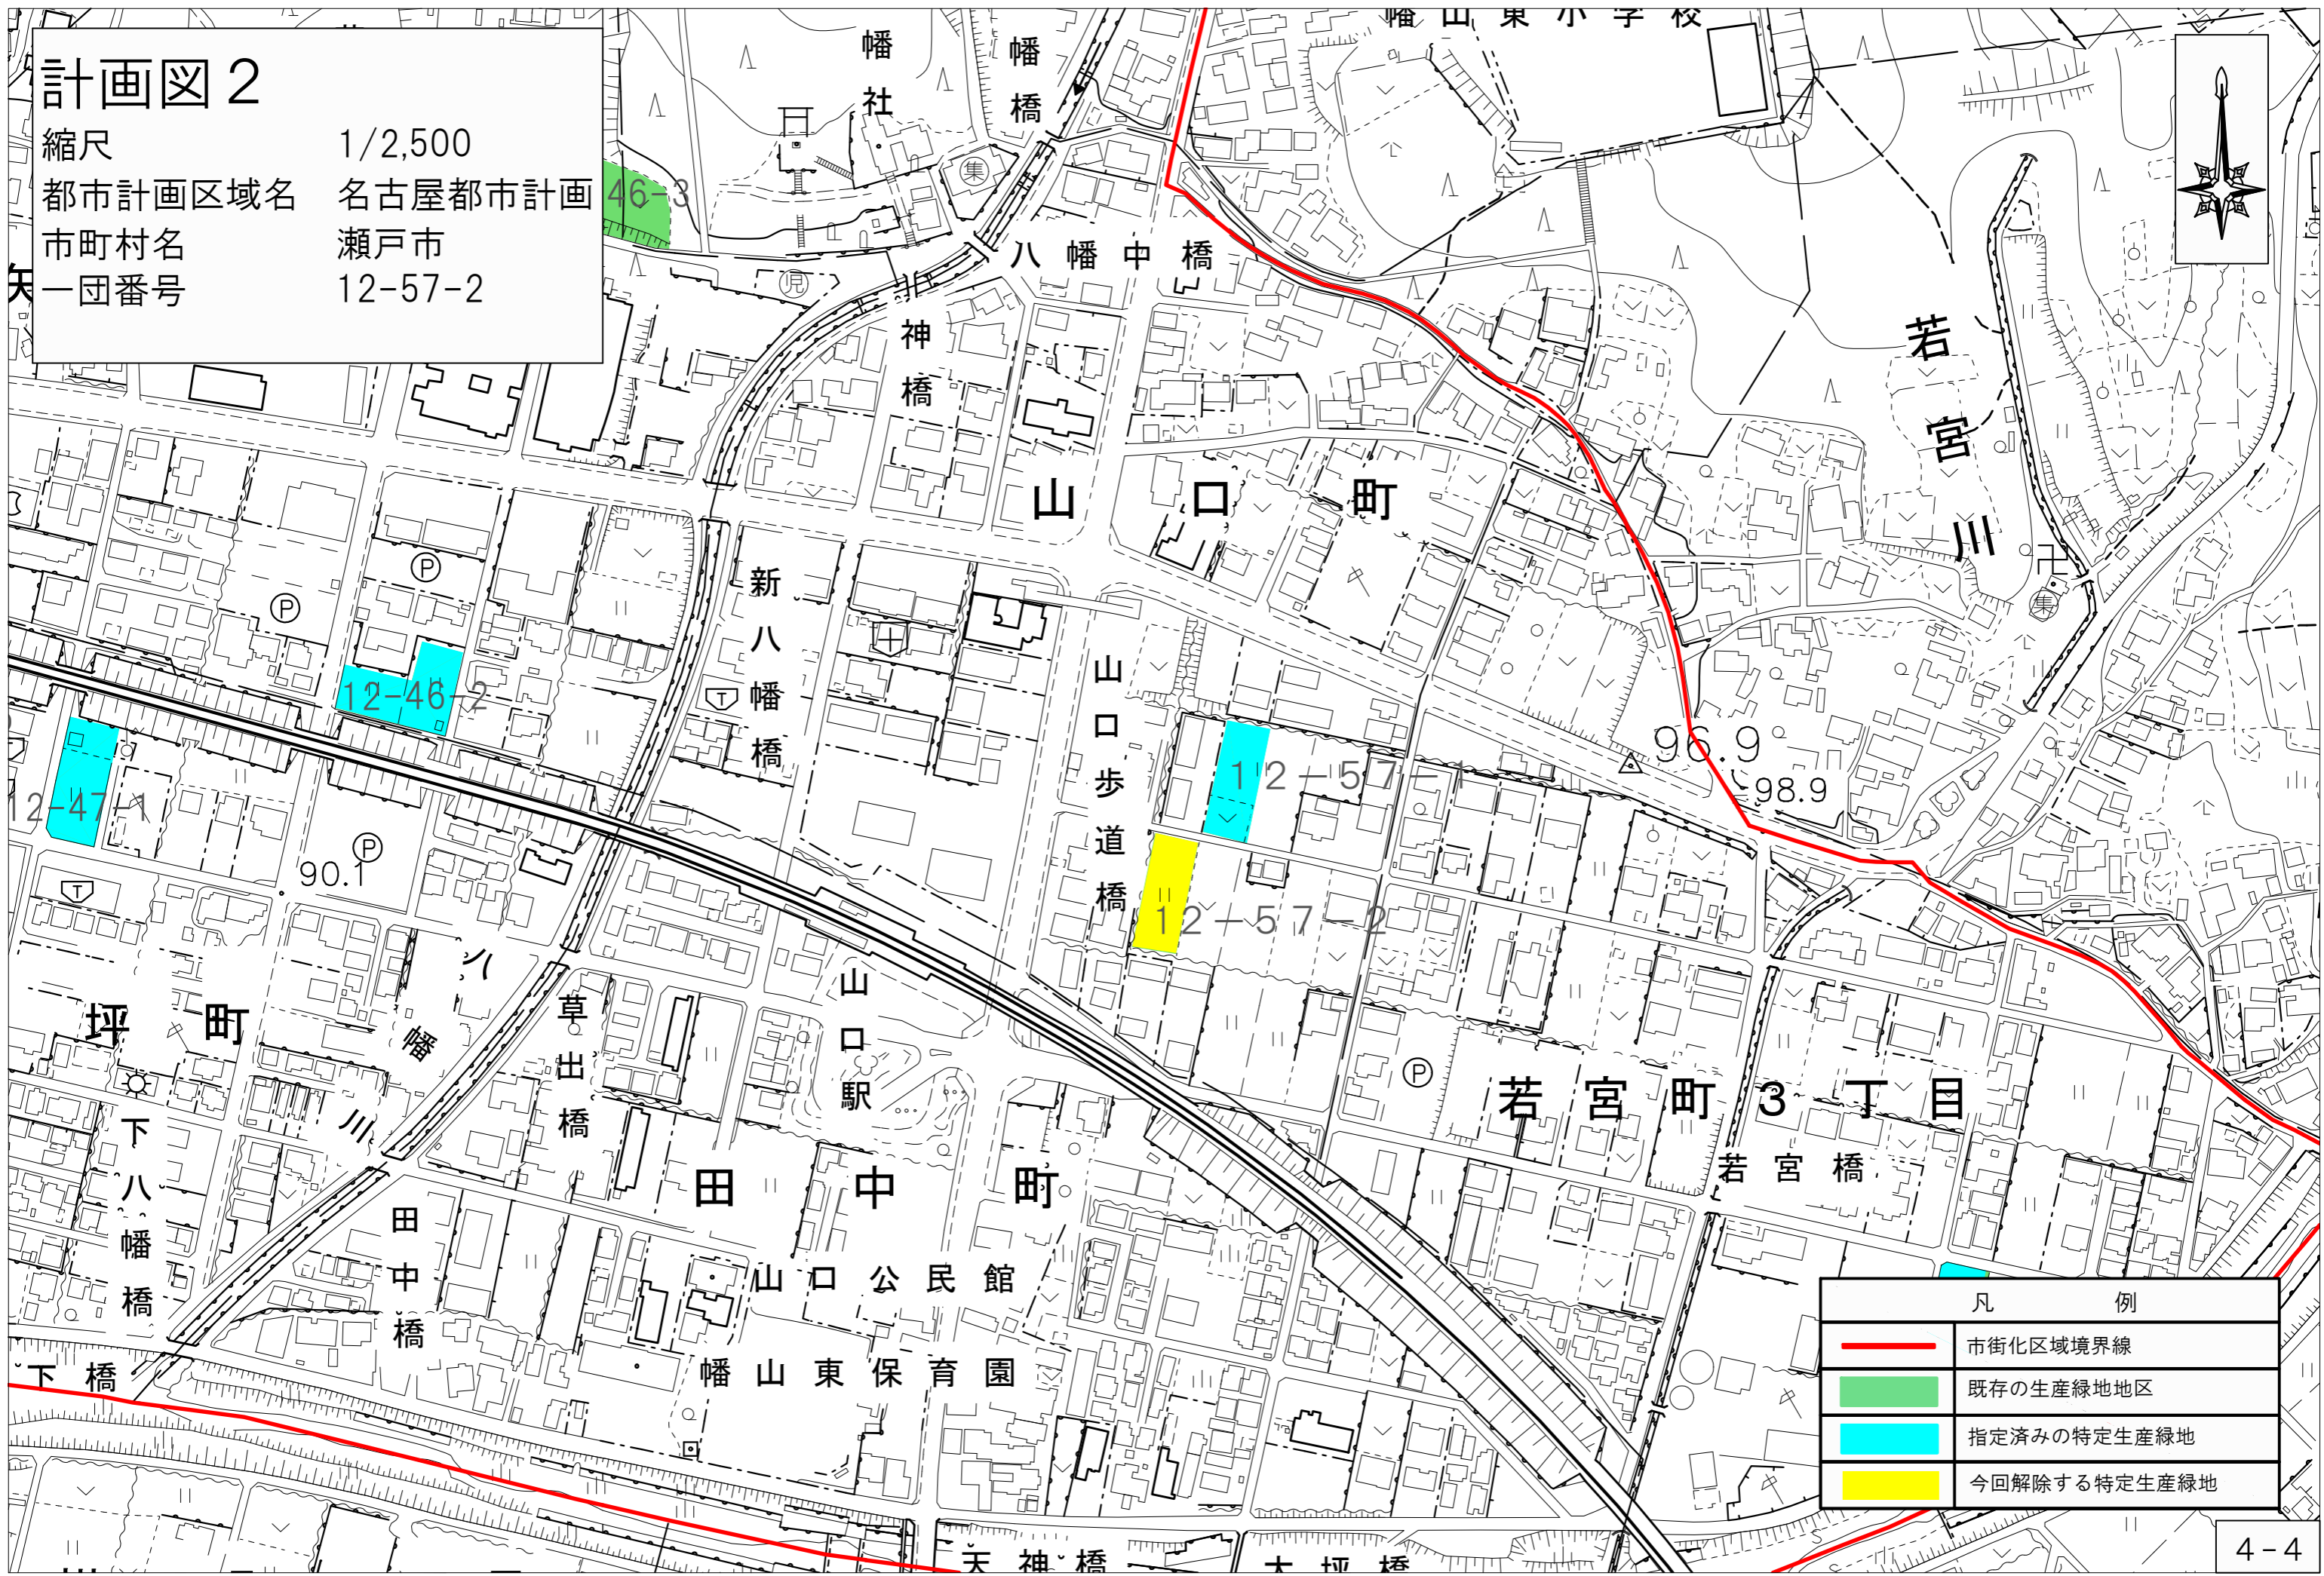 計画図２
縮尺 1/2,500
都市計画区域名 名古屋都市計画
市町村名 瀬戸市
一団番号 12-57-2
幡山東小学校
幡社
幡橋
46-3
集
児
八幡中橋
神橋
若宮川
山口町
P
P
新八幡橋
集
山口歩道橋
12-46-2
T
12-57-1
96.9
98.9
12-47-1
P
90.1
T
12-57-2
八幡川
山口駅
草出橋
坪町
P
若宮町３丁目
下八幡橋
若宮橋
田中町
田中橋
山口公民館
幡山東保育園
下橋
天神橋
大坪橋
凡例
市街化区域境界線
既存の生産緑地地区
指定済みの特定生産緑地
今回解除する特定生産緑地
4-4